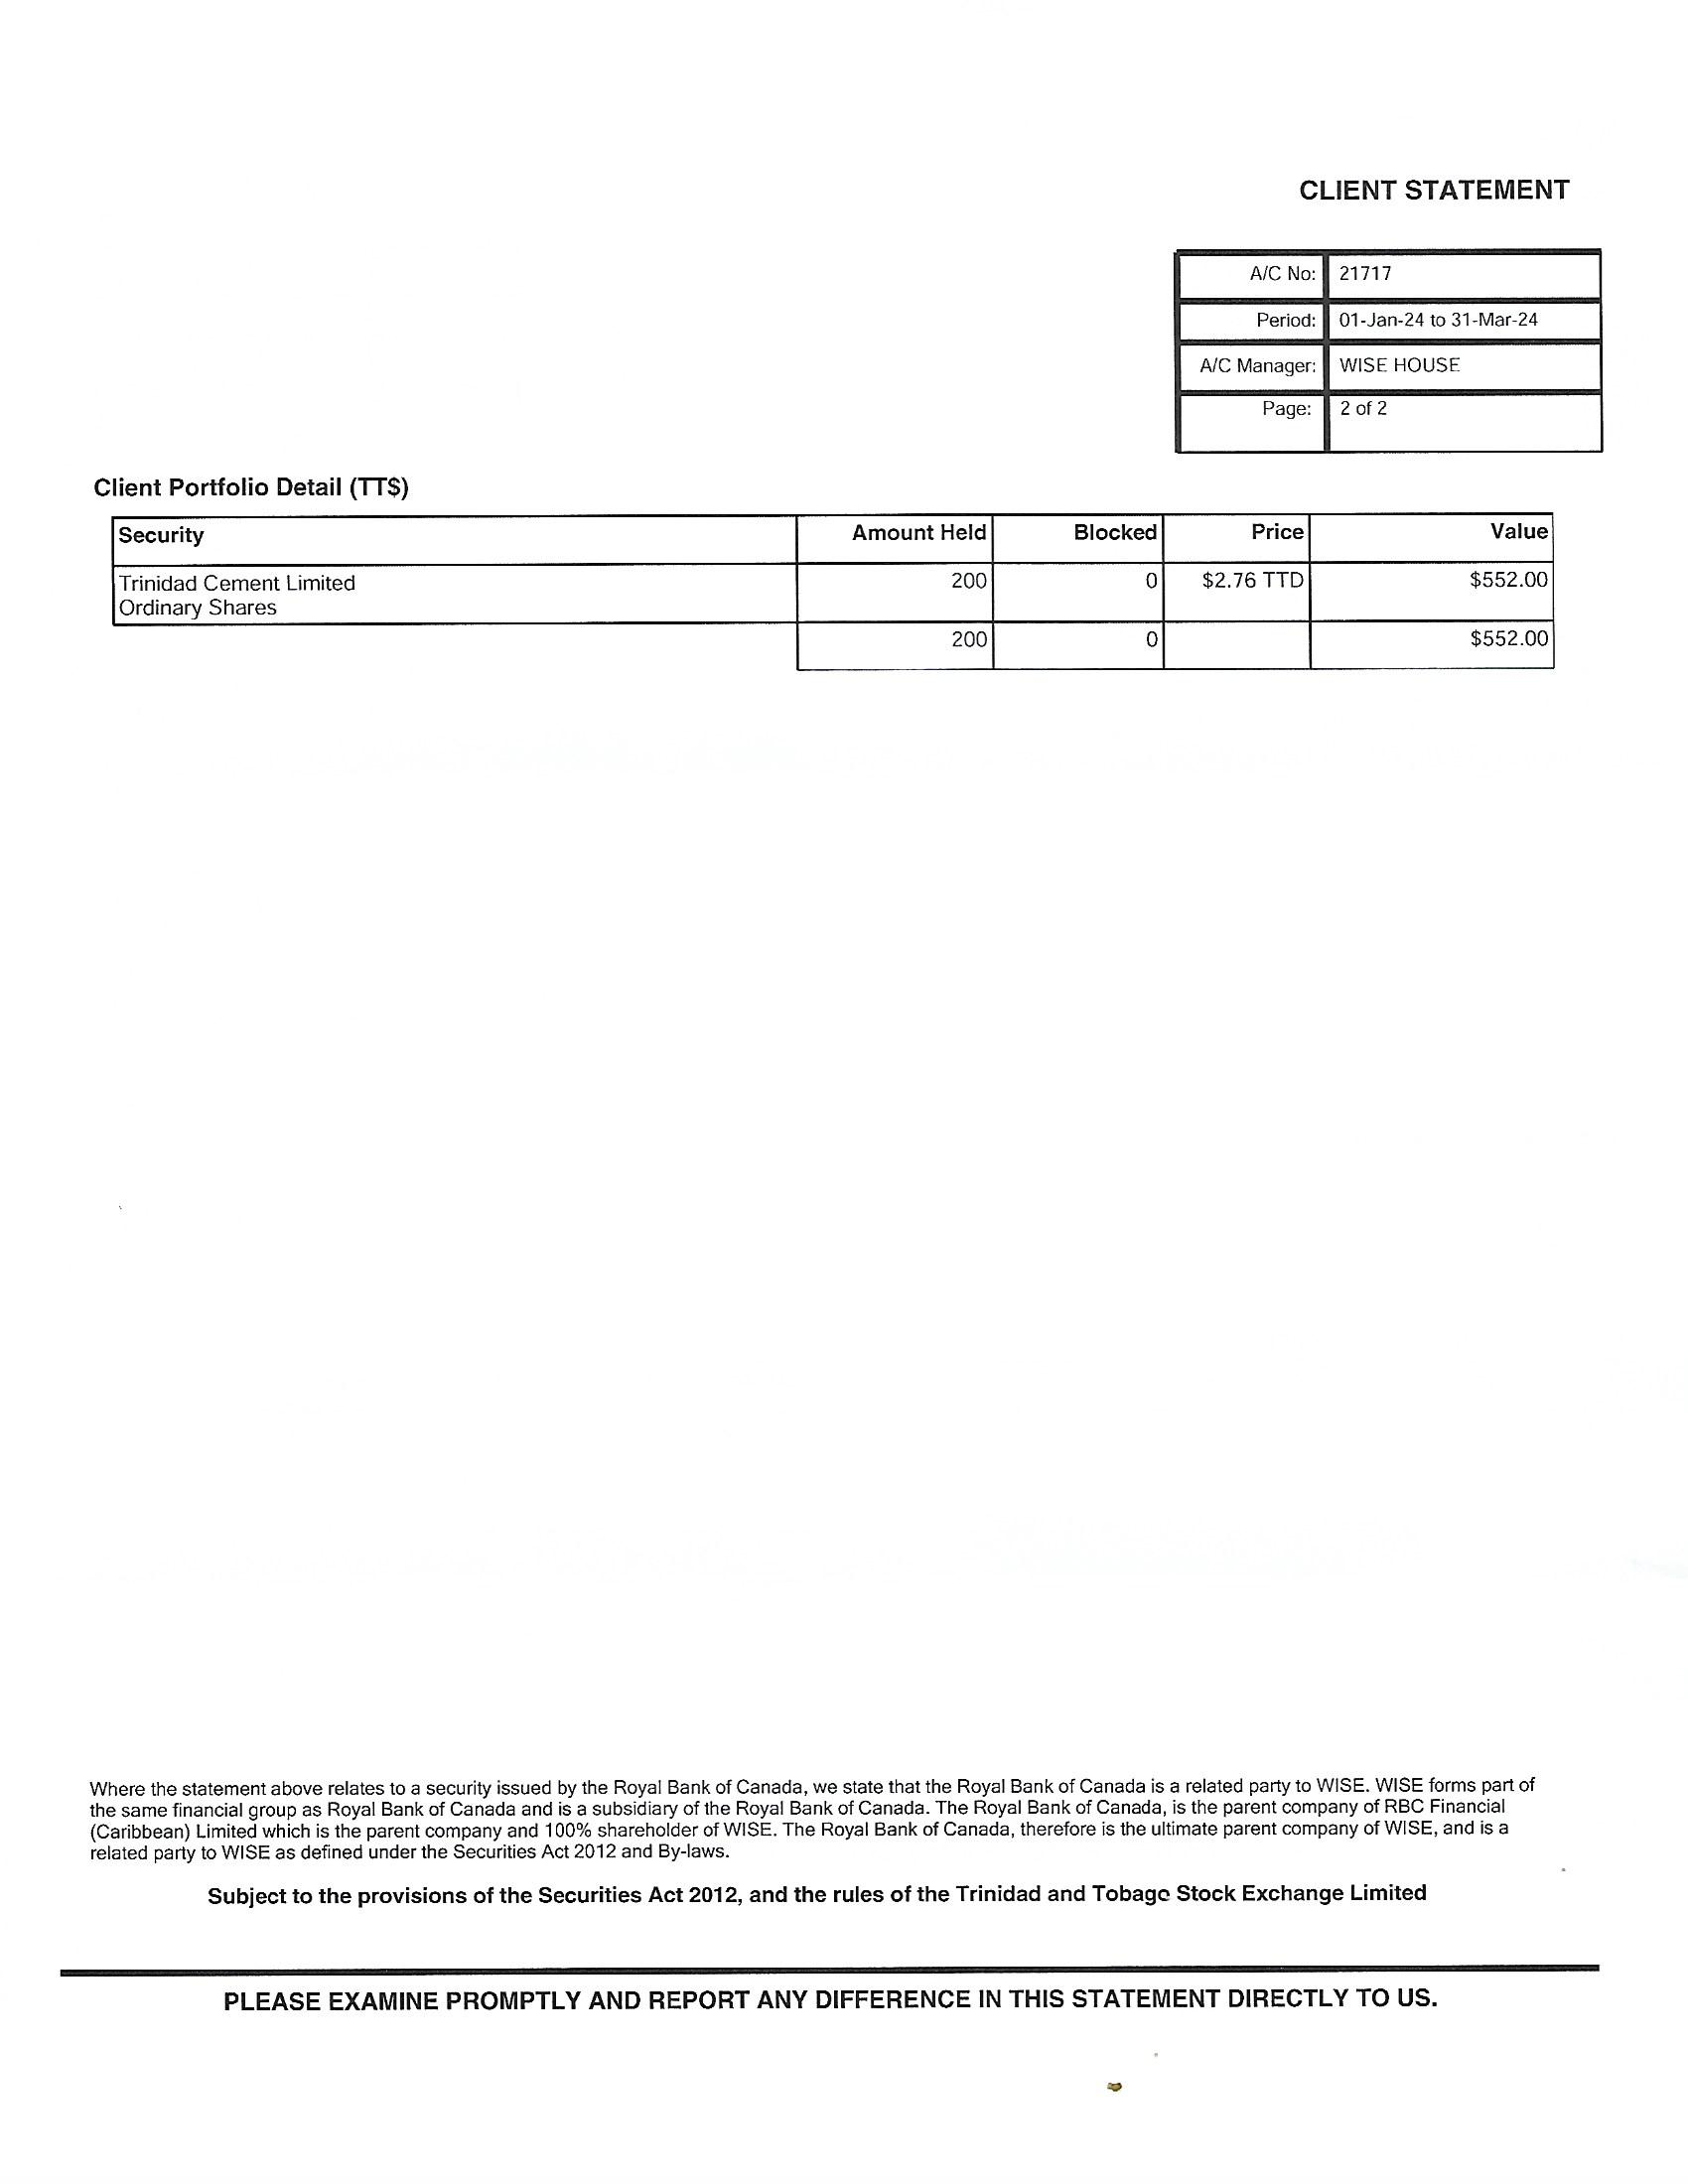 CLIENT STATEMENT
A/C No: 21717
Period: 01-Jan-24 to 31-Mar-24
A/C Manager: WISE HOUSE
Page: 2 of 2
Client Portfolio Detail (TT$)
Security Amount Held Blocked Price Value
Trinidad Cement Limited 200 0 $2.76 TTD $552.00
Ordinary Shares
200 0 $552.00
Where the statement above relates to a security issued by the Royal Bank of Canada, we state that the Royal Bank of Canada is a related party to WISE. WISE forms part of
the same financial group as Royal Bank of Canada and is a subsidiary of the Royal Bank of Canada. The Royal Bank of Canada, is the parent company of RBC Financial
(Caribbean) Limited which is the parent company and 100% shareholder of WISE. The Royal Bank of Canada, therefore is the ultimate parent company of WISE, and is a
related party to WISE as defined under the Securities Act 2012 and By-laws.
Subject to the provisions of the Securities Act 2012, and the rules of the Trinidad and Tobago Stock Exchange Limited
PLEASE EXAMINE PROMPTLY AND REPORT ANY DIFFERENCE IN THIS STATEMENT DIRECTLY TO US.